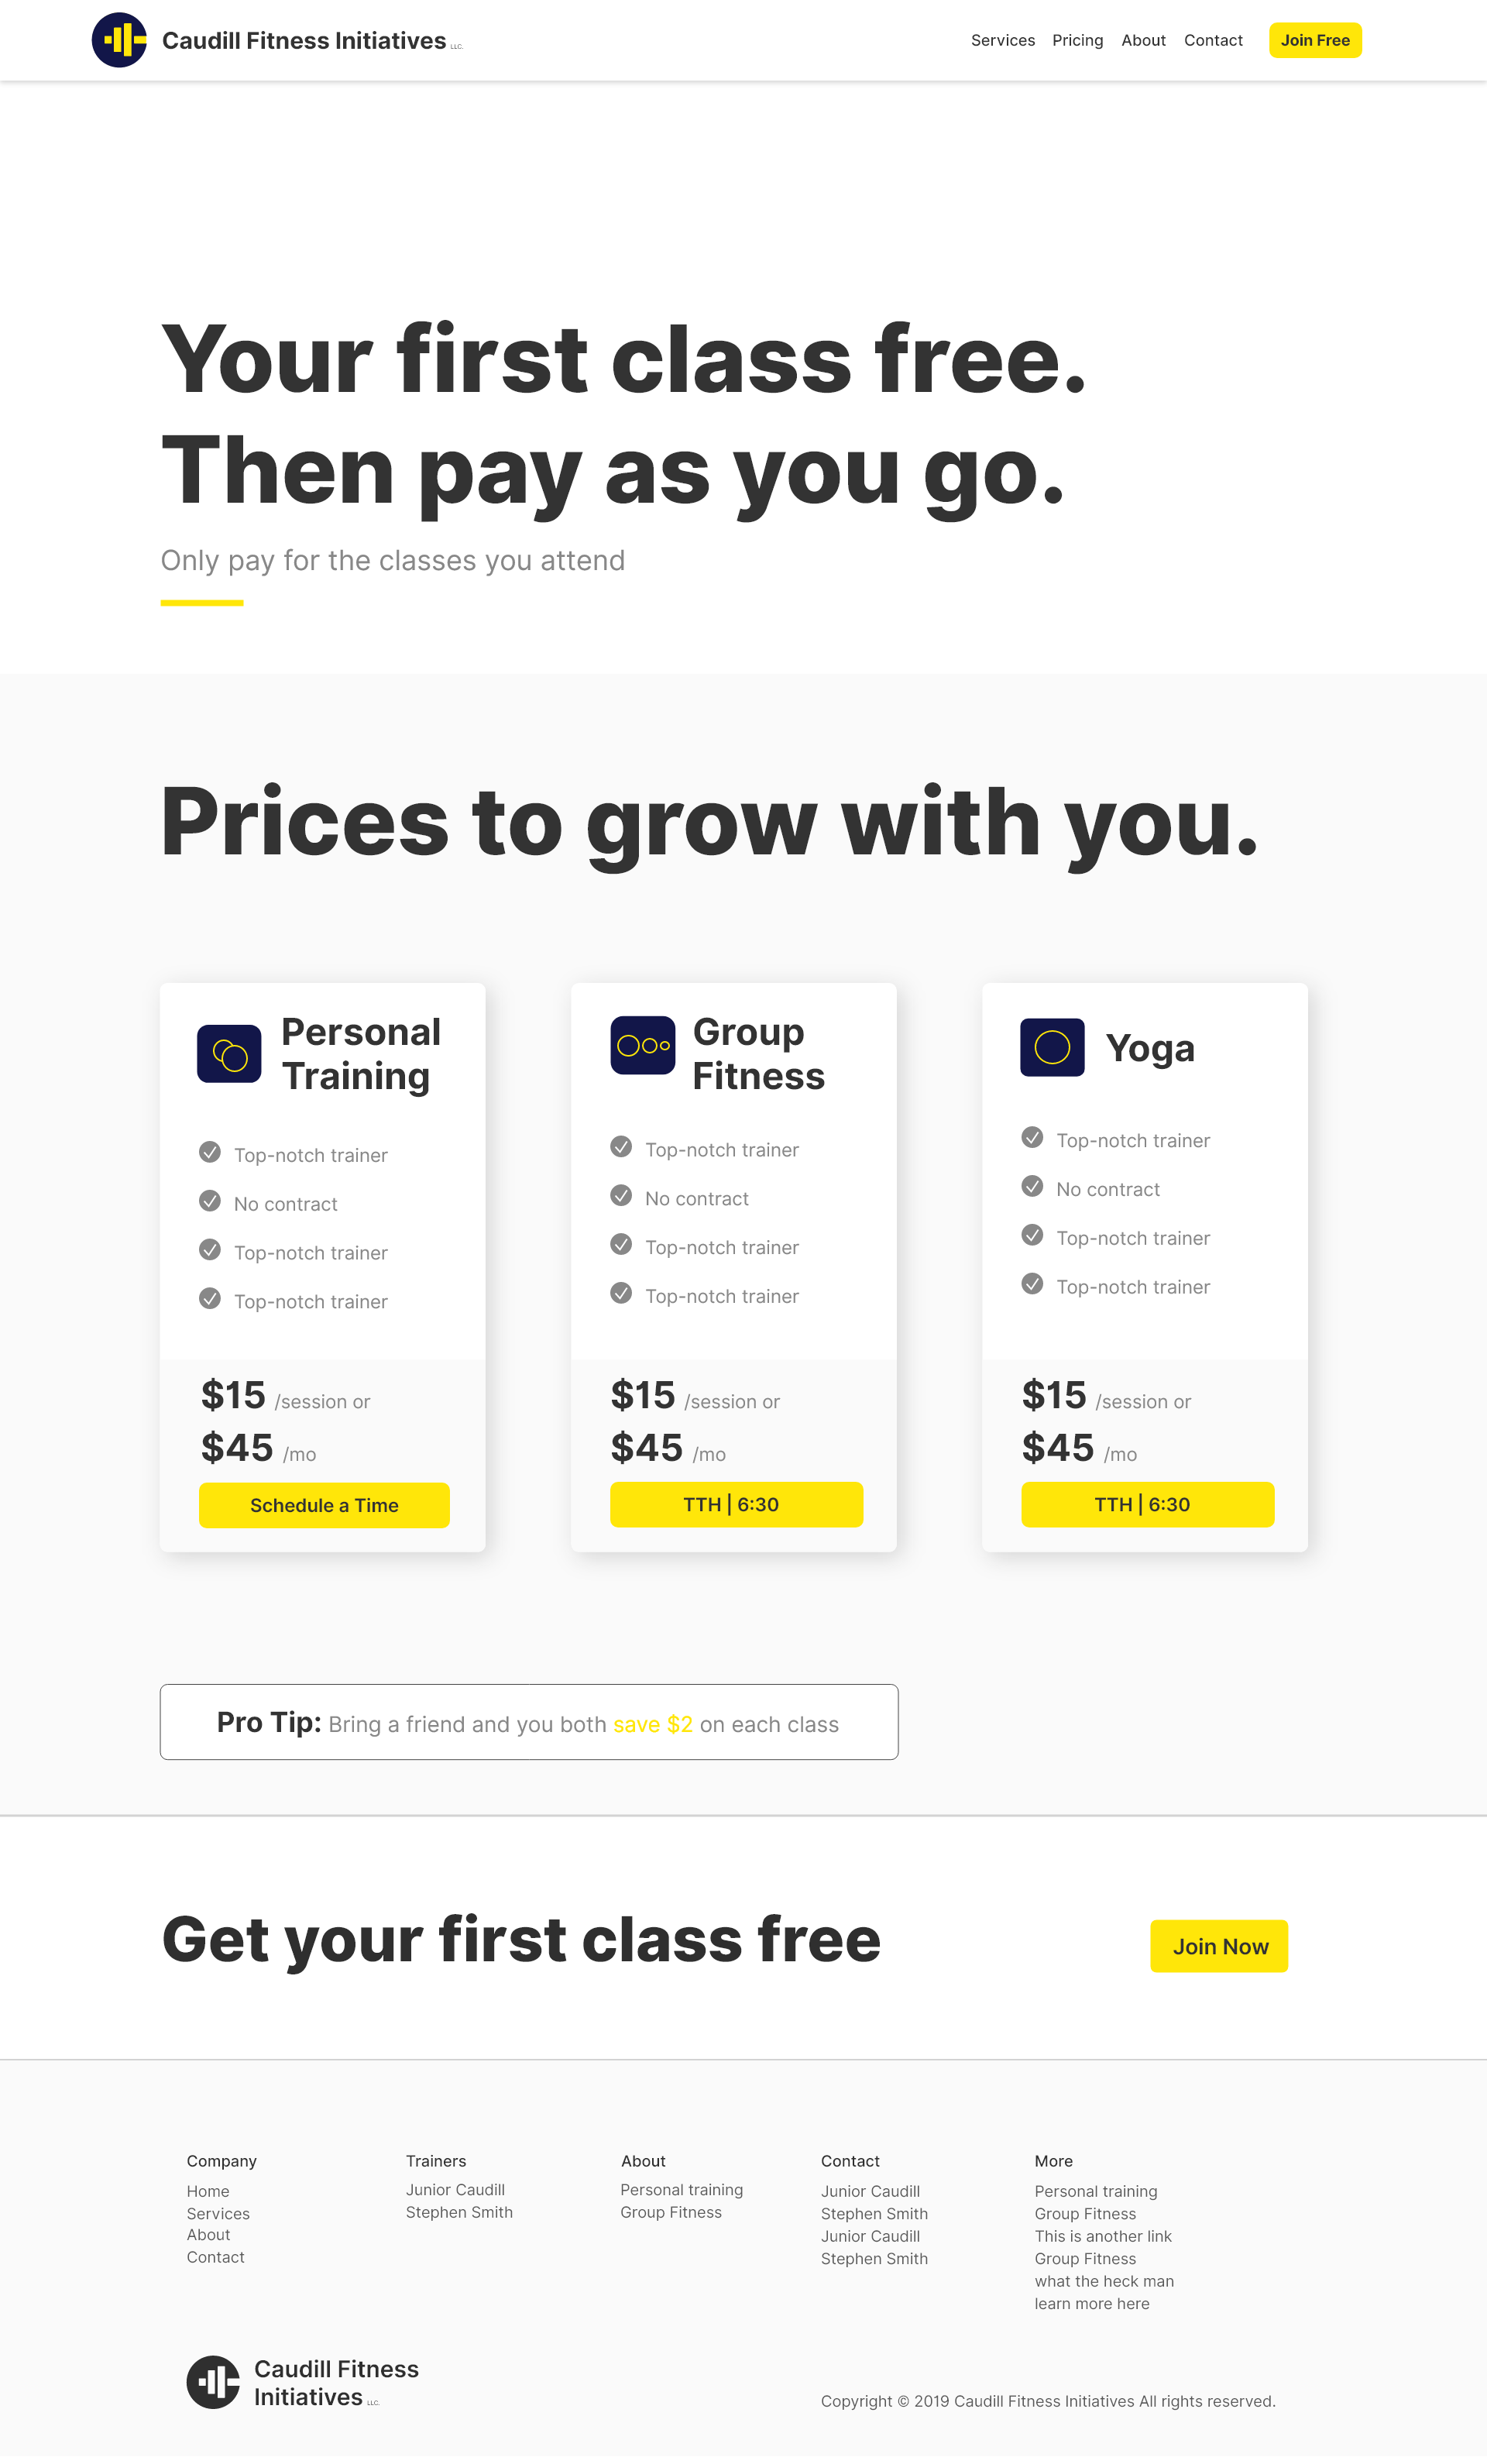 Caudill Fitness Initiatives LLC.
Services Pricing About Contact Join Free
Your first class free.
Then pay as you go.
Only pay for the classes you attend
Prices to grow with you.
Personal
Training
Top-notch trainer
No contract
Top-notch trainer
Top-notch trainer
$15 /session or
$45 /mo
Schedule a Time
Group
Fitness
Top-notch trainer
No contract
Top-notch trainer
Top-notch trainer
$15 /session or
$45 /mo
TTH | 6:30
Yoga
Top-notch trainer
No contract
Top-notch trainer
Top-notch trainer
$15 /session or
$45 /mo
TTH | 6:30
Pro Tip: Bring a friend and you both save $2 on each class
Get your first class free
Join Now
Company
Home
Services
About
Contact
Trainers
Junior Caudill
Stephen Smith
About
Personal training
Group Fitness
Contact
Junior Caudill
Stephen Smith
Junior Caudill
Stephen Smith
More
Personal training
Group Fitness
This is another link
Group Fitness
what the heck man
learn more here
Caudill Fitness
Initiatives LLC.
Copyright © 2019 Caudill Fitness Initiatives All rights reserved.